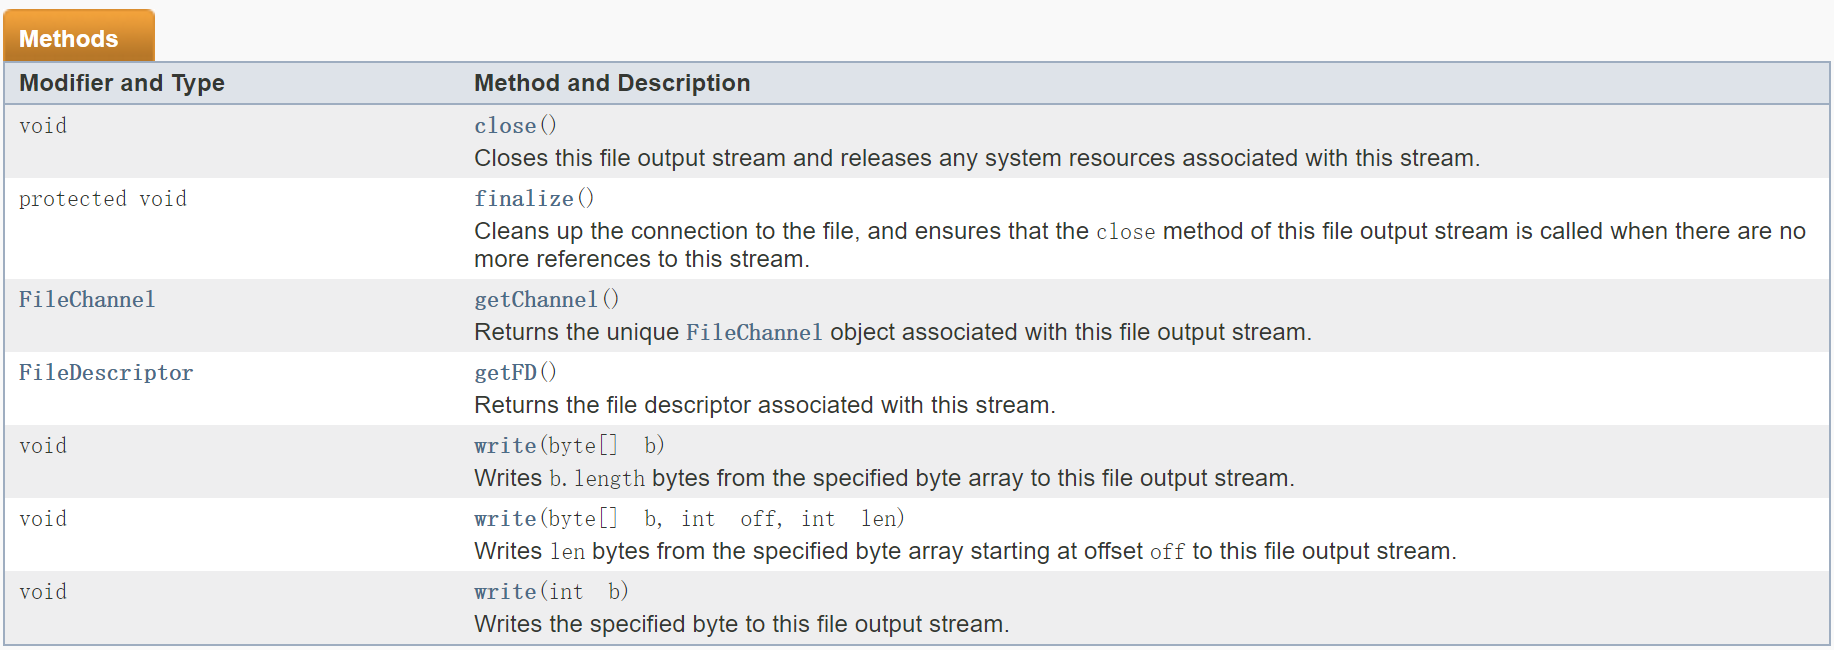 Methods
Modifier and Type Method and Description
void close()
Closes this file output stream and releases any system resources associated with this stream.
protected void finalize()
Cleans up the connection to the file, and ensures that the close method of this file output stream is called when there are no
more references to this stream.
FileChannel getChannel()
Returns the unique FileChannel object associated with this file output stream.
FileDescriptor getFD()
Returns the file descriptor associated with this stream.
void write(byte[] b)
Writes b.length bytes from the specified byte array to this file output stream.
void write(byte[] b, int off, int len)
Writes len bytes from the specified byte array starting at offset off to this file output stream.
void write(int b)
Writes the specified byte to this file output stream.